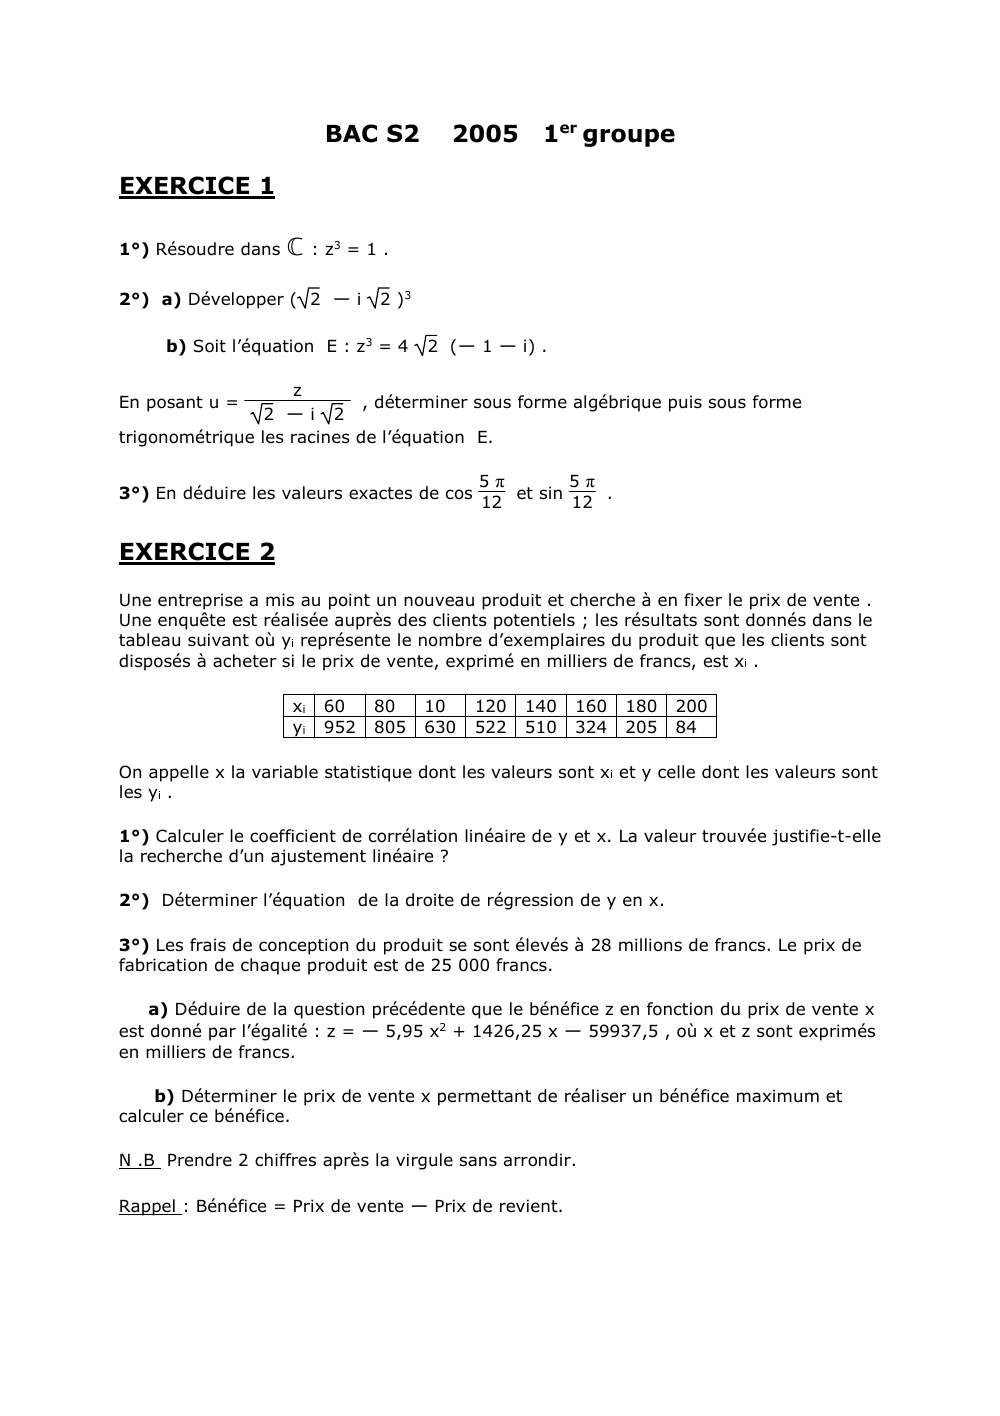 BAC S2 2005 1er groupe
EXERCICE 1
1°) Résoudre dans ℂ : z³ = 1 .
2°) a) Développer (√2 — i √2 )³
b) Soit l’équation E : z³ = 4 √2 (— 1 — i) .
En posant u = z / (√2 — i √2) , déterminer sous forme algébrique puis sous forme
trigonométrique les racines de l’équation E.
3°) En déduire les valeurs exactes de cos 5 π / 12 et sin 5 π / 12 .
EXERCICE 2
Une entreprise a mis au point un nouveau produit et cherche à en fixer le prix de vente .
Une enquête est réalisée auprès des clients potentiels ; les résultats sont donnés dans le
tableau suivant où yᵢ représente le nombre d’exemplaires du produit que les clients sont
disposés à acheter si le prix de vente, exprimé en milliers de francs, est xᵢ .
xᵢ 60 80 10 120 140 160 180 200
yᵢ 952 805 630 522 510 324 205 84
On appelle x la variable statistique dont les valeurs sont xᵢ et y celle dont les valeurs sont
les yᵢ .
1°) Calculer le coefficient de corrélation linéaire de y et x. La valeur trouvée justifie-t-elle
la recherche d’un ajustement linéaire ?
2°) Déterminer l’équation de la droite de régression de y en x.
3°) Les frais de conception du produit se sont élevés à 28 millions de francs. Le prix de
fabrication de chaque produit est de 25 000 francs.
a) Déduire de la question précédente que le bénéfice z en fonction du prix de vente x
est donné par l’égalité : z = — 5,95 x² + 1426,25 x — 59937,5 , où x et z sont exprimés
en milliers de francs.
b) Déterminer le prix de vente x permettant de réaliser un bénéfice maximum et
calculer ce bénéfice.
N .B Prendre 2 chiffres après la virgule sans arrondir.
Rappel : Bénéfice = Prix de vente — Prix de revient.